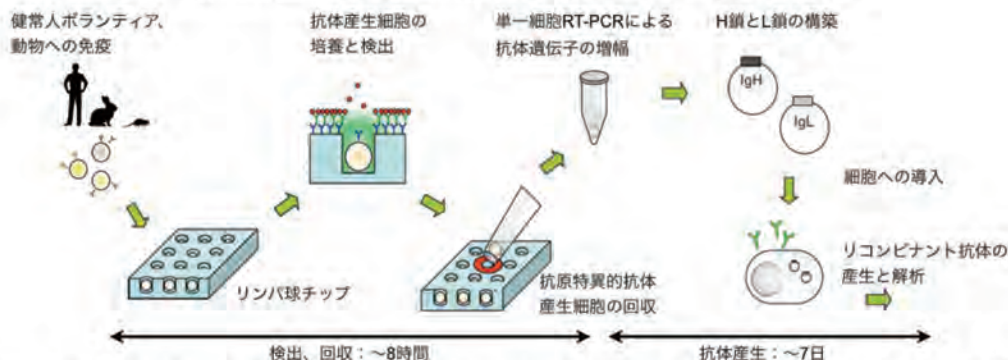 健常人ボランティア、
動物への免疫
抗体産生細胞の
培養と検出
単一細胞RT-PCRによる
抗体遺伝子の増幅
H鎖とL鎖の構築
IgH
IgL
細胞への導入
リンパ球チップ
抗原特異的抗体
産生細胞の回収
リコンビナント抗体の
産生と解析
検出、回収：～8時間
抗体産生：～7日